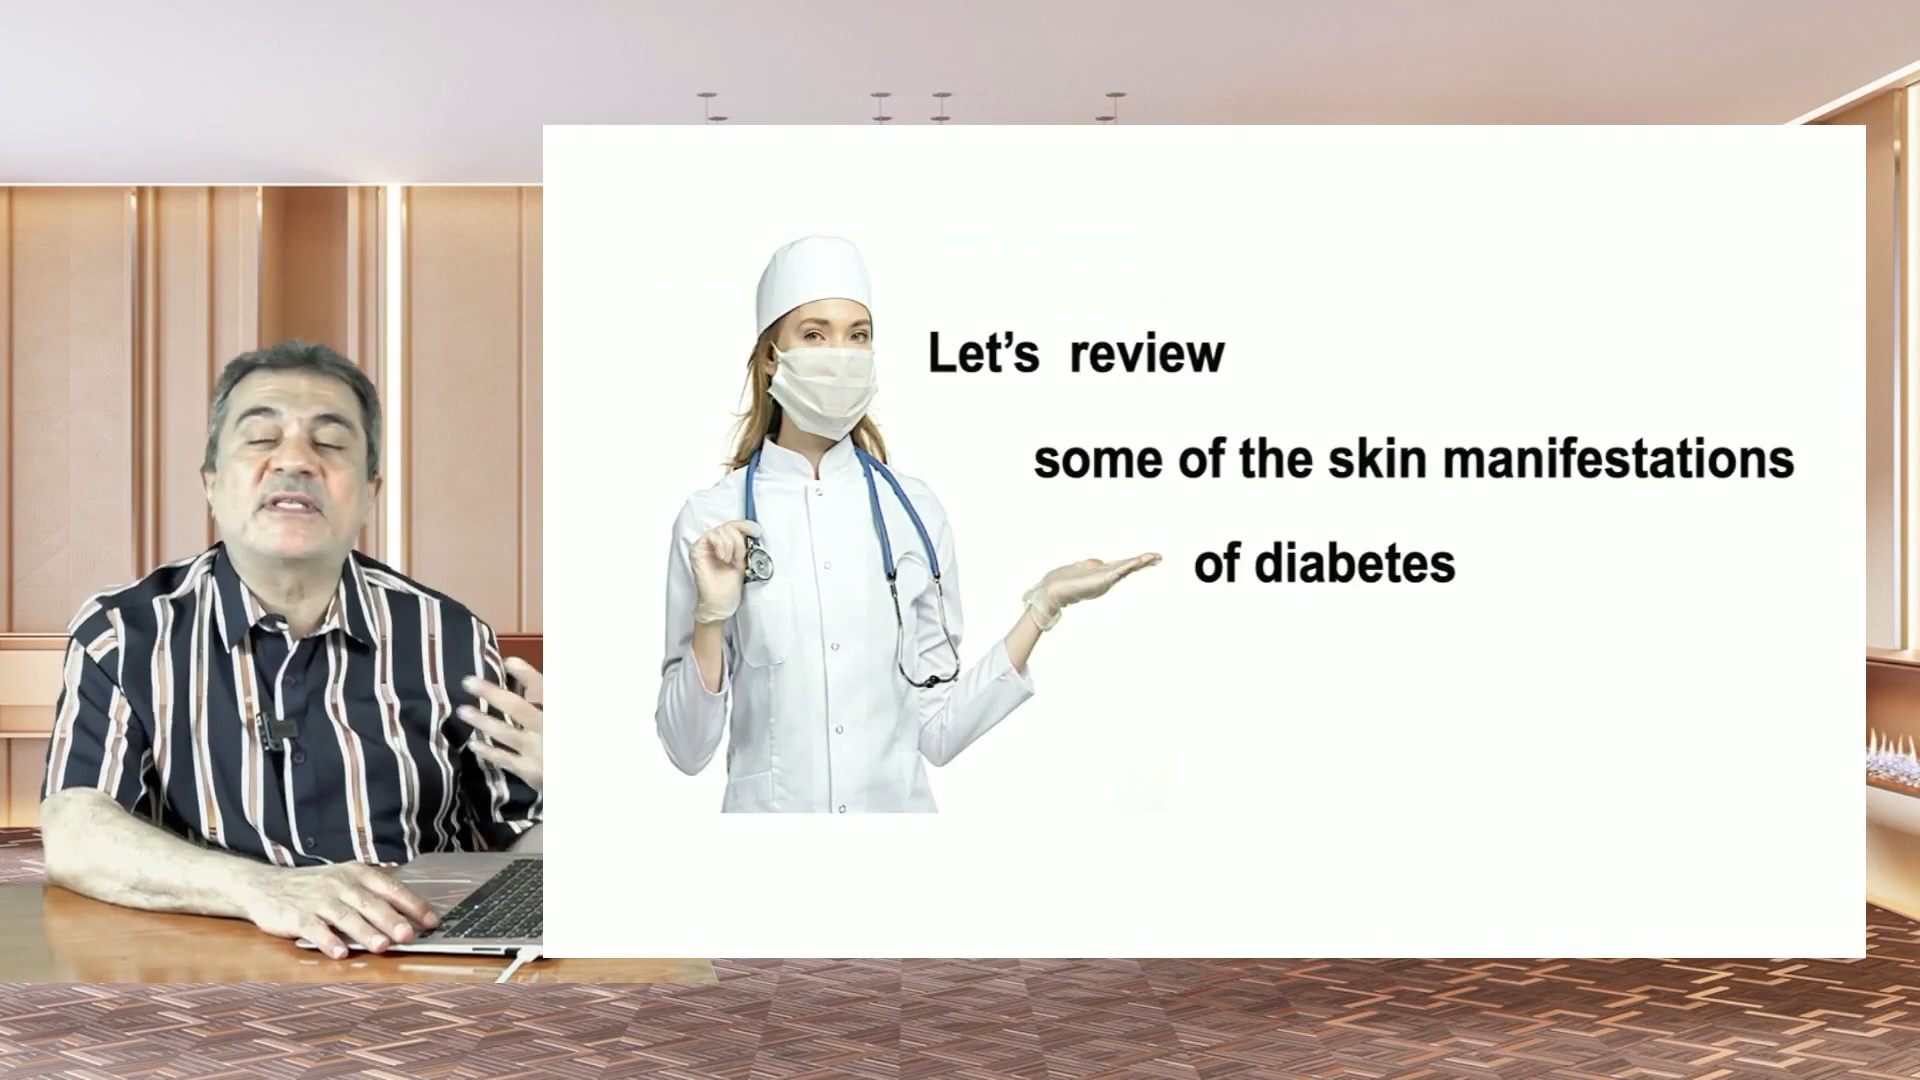 Let’s review
some of the skin manifestations
of diabetes